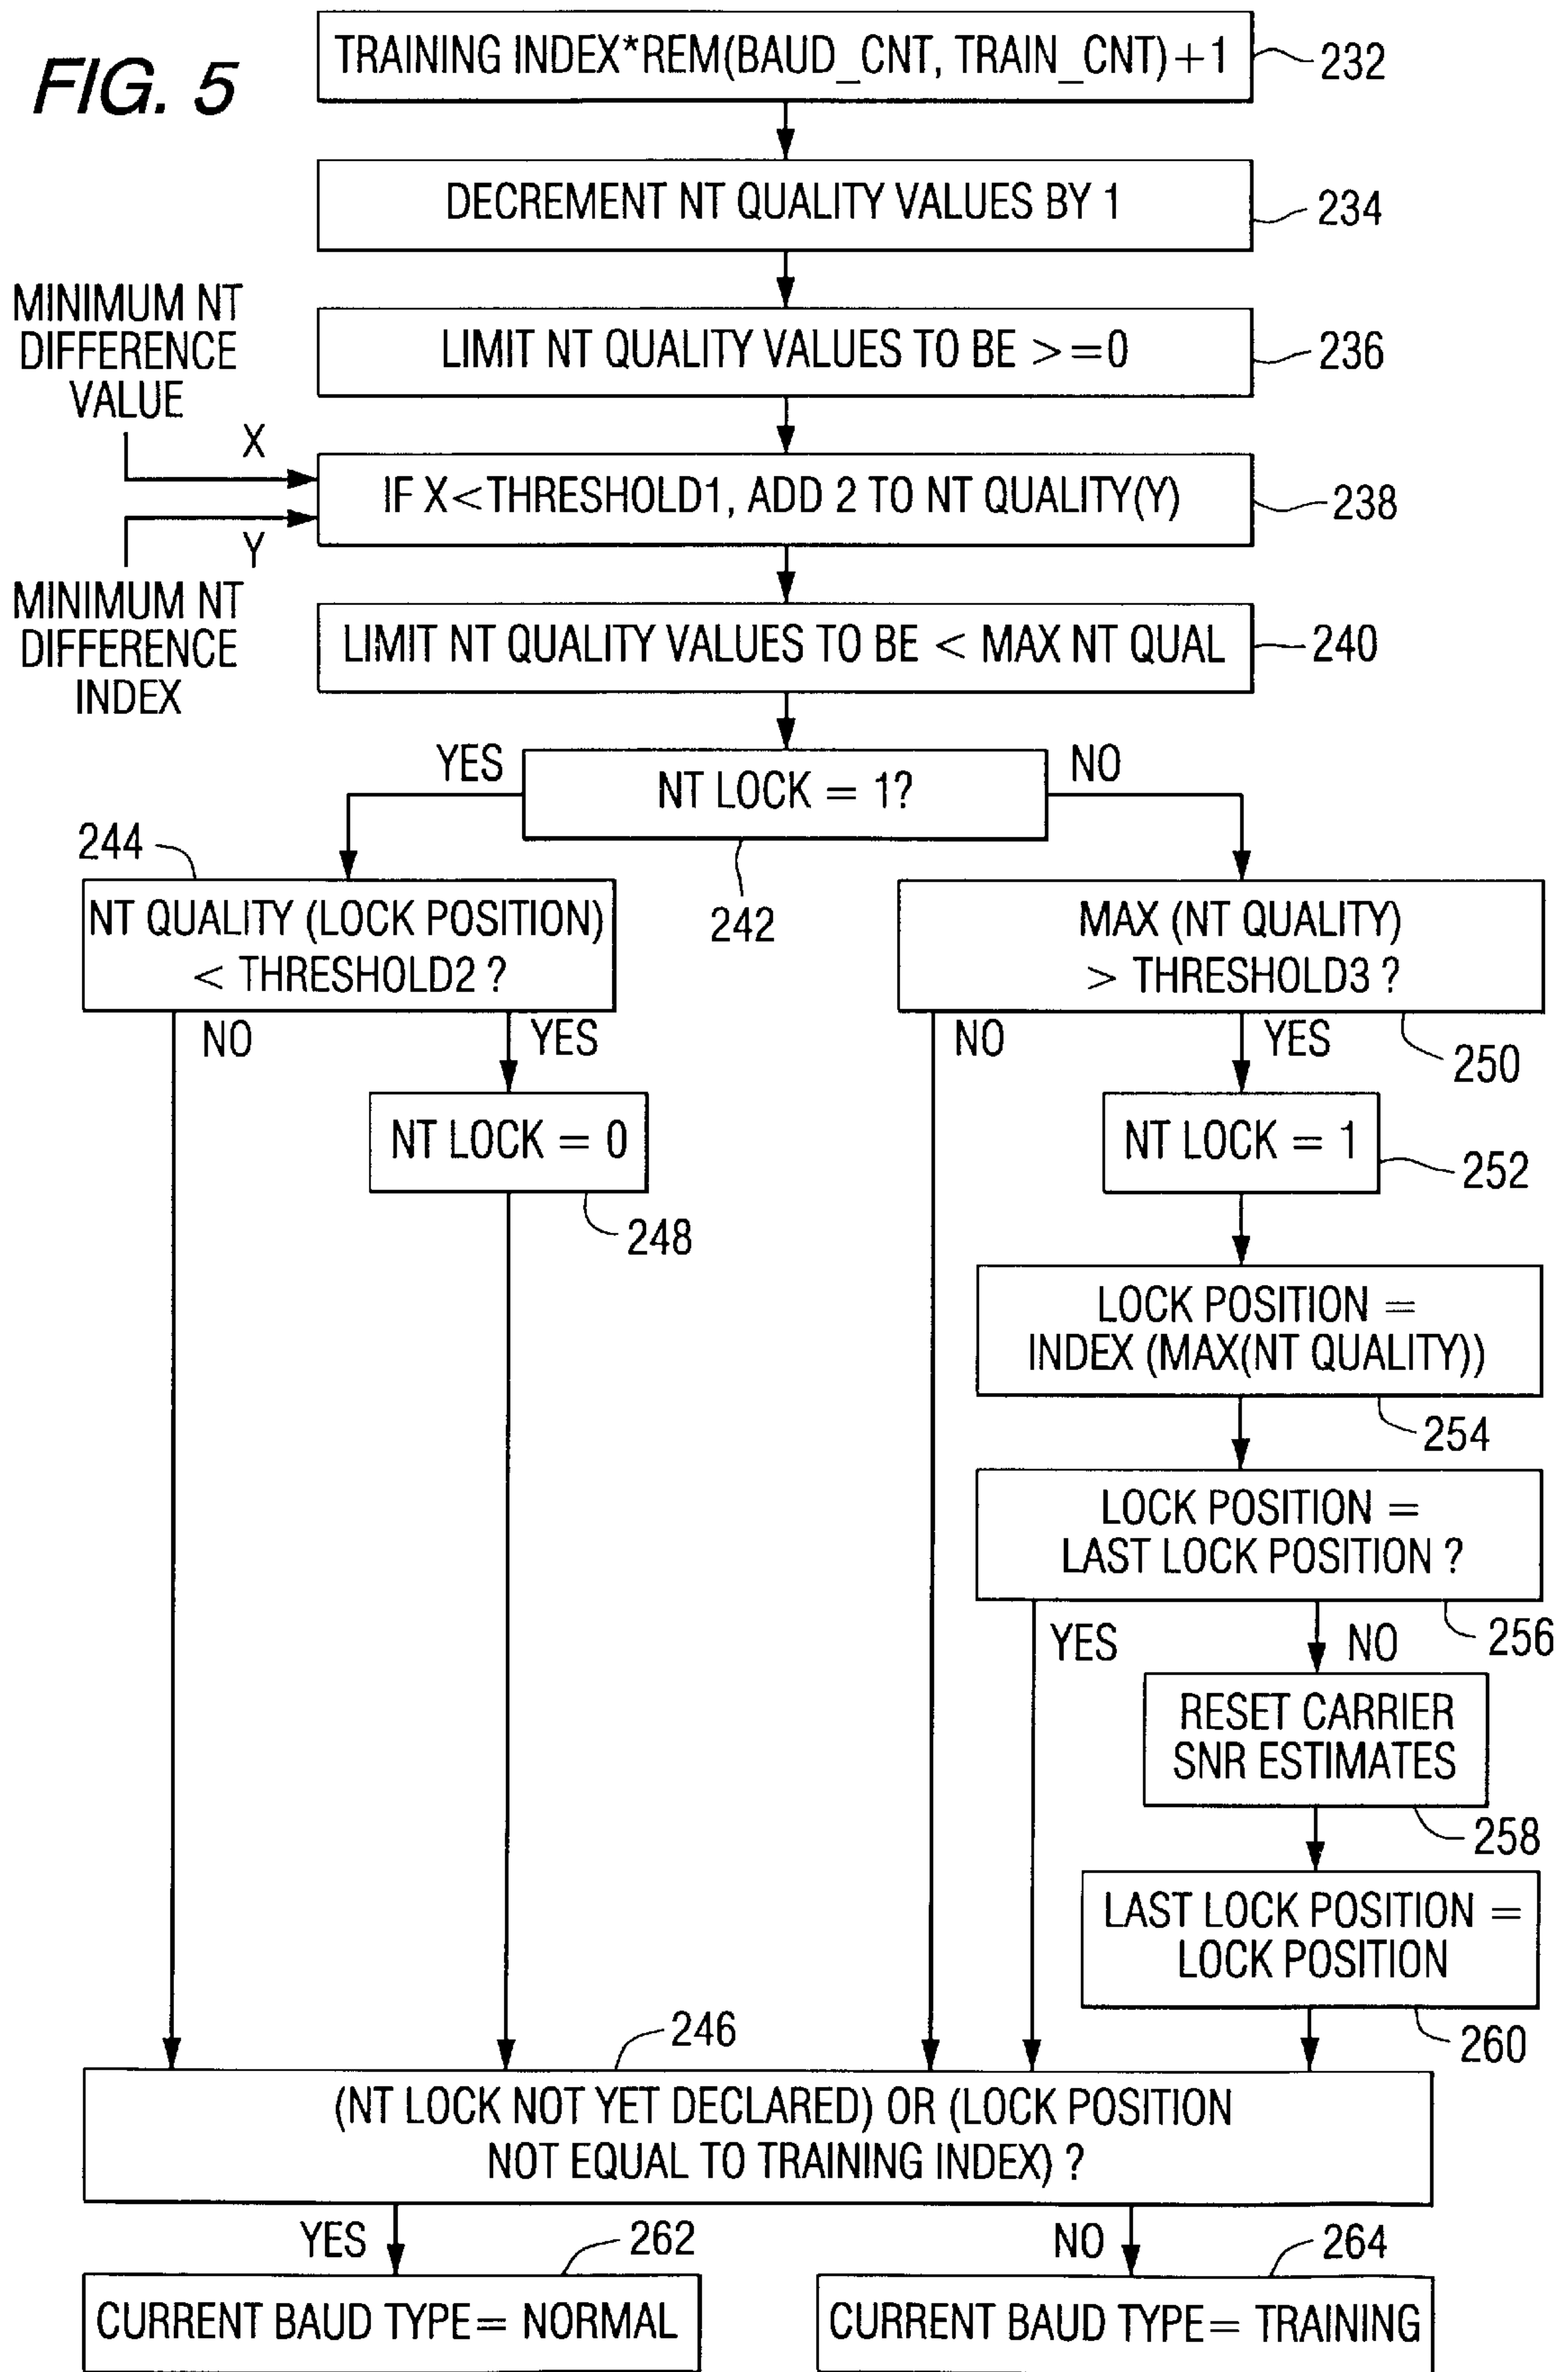 FIG. 5
TRAINING INDEX*REM(BAUD_CNT, TRAIN_CNT)+1
232
DECREMENT NT QUALITY VALUES BY 1
234
LIMIT NT QUALITY VALUES TO BE >=0
236
MINIMUM NT
DIFFERENCE
VALUE
X
IF X<THRESHOLD1, ADD 2 TO NT QUALITY(Y)
238
Y
MINIMUM NT
DIFFERENCE
INDEX
LIMIT NT QUALITY VALUES TO BE < MAX NT QUAL
240
YES
NT LOCK = 1?
NO
242
244
NT QUALITY (LOCK POSITION)
< THRESHOLD2 ?
MAX (NT QUALITY)
> THRESHOLD3 ?
250
NO
YES
NO
YES
NT LOCK = 0
248
NT LOCK = 1
252
LOCK POSITION =
INDEX (MAX(NT QUALITY))
254
LOCK POSITION =
LAST LOCK POSITION ?
256
YES
NO
RESET CARRIER
SNR ESTIMATES
258
LAST LOCK POSITION =
LOCK POSITION
260
246
(NT LOCK NOT YET DECLARED) OR (LOCK POSITION
NOT EQUAL TO TRAINING INDEX) ?
YES
262
NO
264
CURRENT BAUD TYPE= NORMAL
CURRENT BAUD TYPE= TRAINING